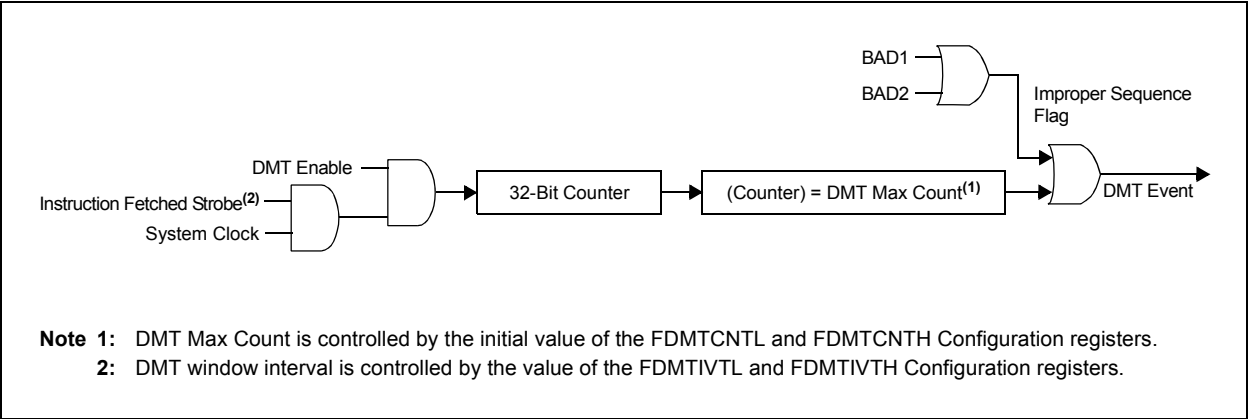 BAD1
BAD2
Improper Sequence
Flag
DMT Enable
Instruction Fetched Strobe(2)
System Clock
32-Bit Counter
(Counter) = DMT Max Count(1)
DMT Event
Note 1: DMT Max Count is controlled by the initial value of the FDMTCNTL and FDMTCNTH Configuration registers.
2: DMT window interval is controlled by the value of the FDMTIVTL and FDMTIVTH Configuration registers.